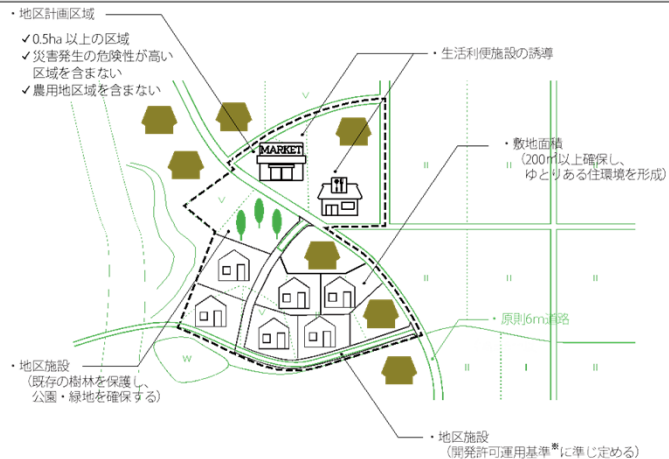 ・地区計画区域
✓0.5ha 以上の区域
✓災害発生の危険性が高い
区域を含まない
✓農用地区域を含まない
・生活利便施設の誘導
MARKET
・敷地面積
(200㎡以上確保し、
ゆとりある住環境を形成)
・原則6m道路
・地区施設
(既存の樹林を保護し、
公園・緑地を確保する)
W
・地区施設
(開発許可運用基準※に準じ定める)